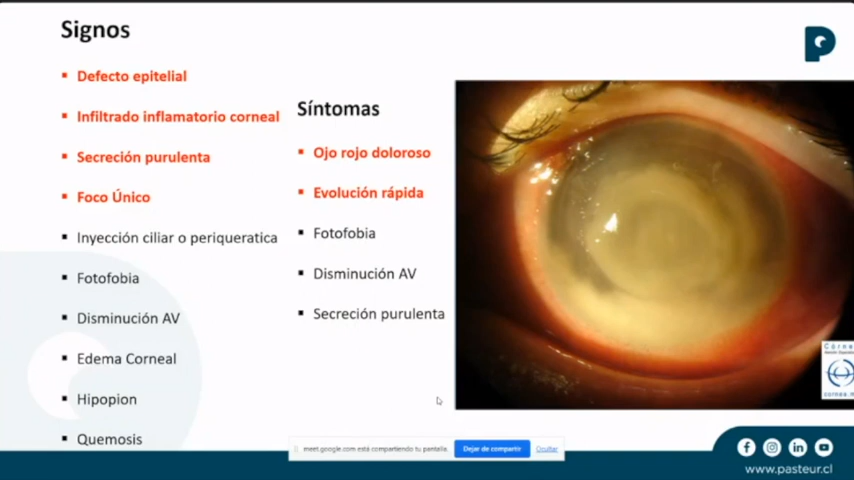 Signos
Defecto epitelial
Infiltrado inflamatorio corneal
Secreción purulenta
Foco Único
Inyección ciliar o periqueratica
Fotofobia
Disminución AV
Edema Corneal
Hipopion
Quemosis
Síntomas
Ojo rojo doloroso
Evolución rápida
Fotofobia
Disminución AV
Secreción purulenta
P
meet.google.com está compartiendo tu pantalla.
Dejar de compartir
Ocultar
www.pasteur.cl